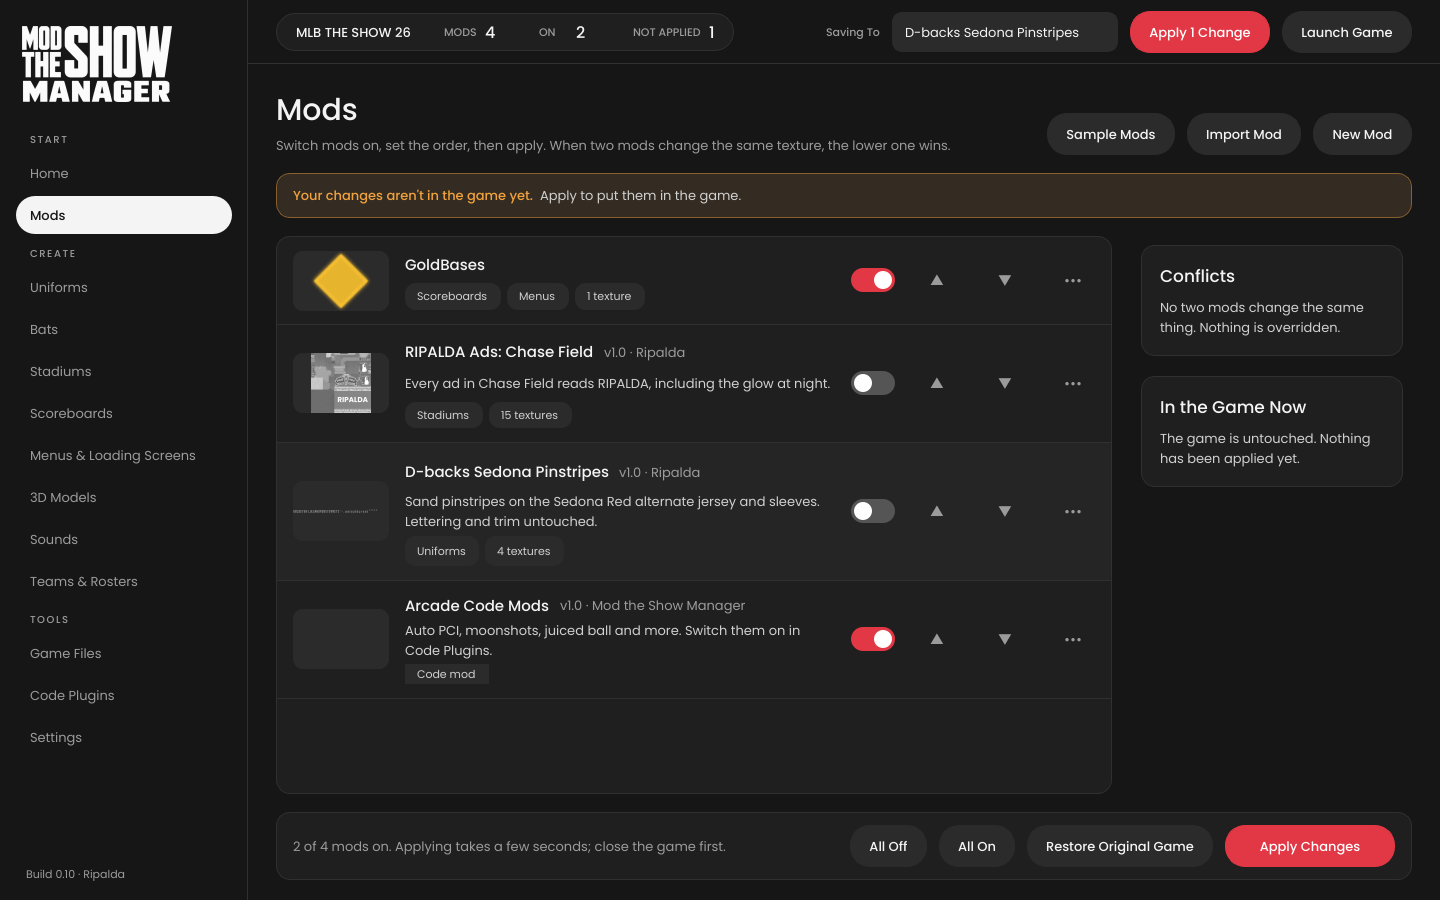 MOD THE SHOW MANAGER
START
Home
Mods
CREATE
Uniforms
Bats
Stadiums
Scoreboards
Menus & Loading Screens
3D Models
Sounds
Teams & Rosters
TOOLS
Game Files
Code Plugins
Settings
Build 0.10 · Ripalda
MLB THE SHOW 26 MODS 4 ON 2 NOT APPLIED 1
Saving To D-backs Sedona Pinstripes Apply 1 Change Launch Game
Mods
Switch mods on, set the order, then apply. When two mods change the same texture, the lower one wins.
Sample Mods Import Mod New Mod
Your changes aren't in the game yet. Apply to put them in the game.
GoldBases
Scoreboards Menus 1 texture
RIPALDA Ads: Chase Field v1.0 · Ripalda
Every ad in Chase Field reads RIPALDA, including the glow at night.
RIPALDA
Stadiums 15 textures
D-backs Sedona Pinstripes v1.0 · Ripalda
Sand pinstripes on the Sedona Red alternate jersey and sleeves.
Lettering and trim untouched.
Uniforms 4 textures
Arcade Code Mods v1.0 · Mod the Show Manager
Auto PCI, moonshots, juiced ball and more. Switch them on in
Code Plugins.
Code mod
Conflicts
No two mods change the same
thing. Nothing is overridden.
In the Game Now
The game is untouched. Nothing
has been applied yet.
2 of 4 mods on. Applying takes a few seconds; close the game first.
All Off All On Restore Original Game Apply Changes